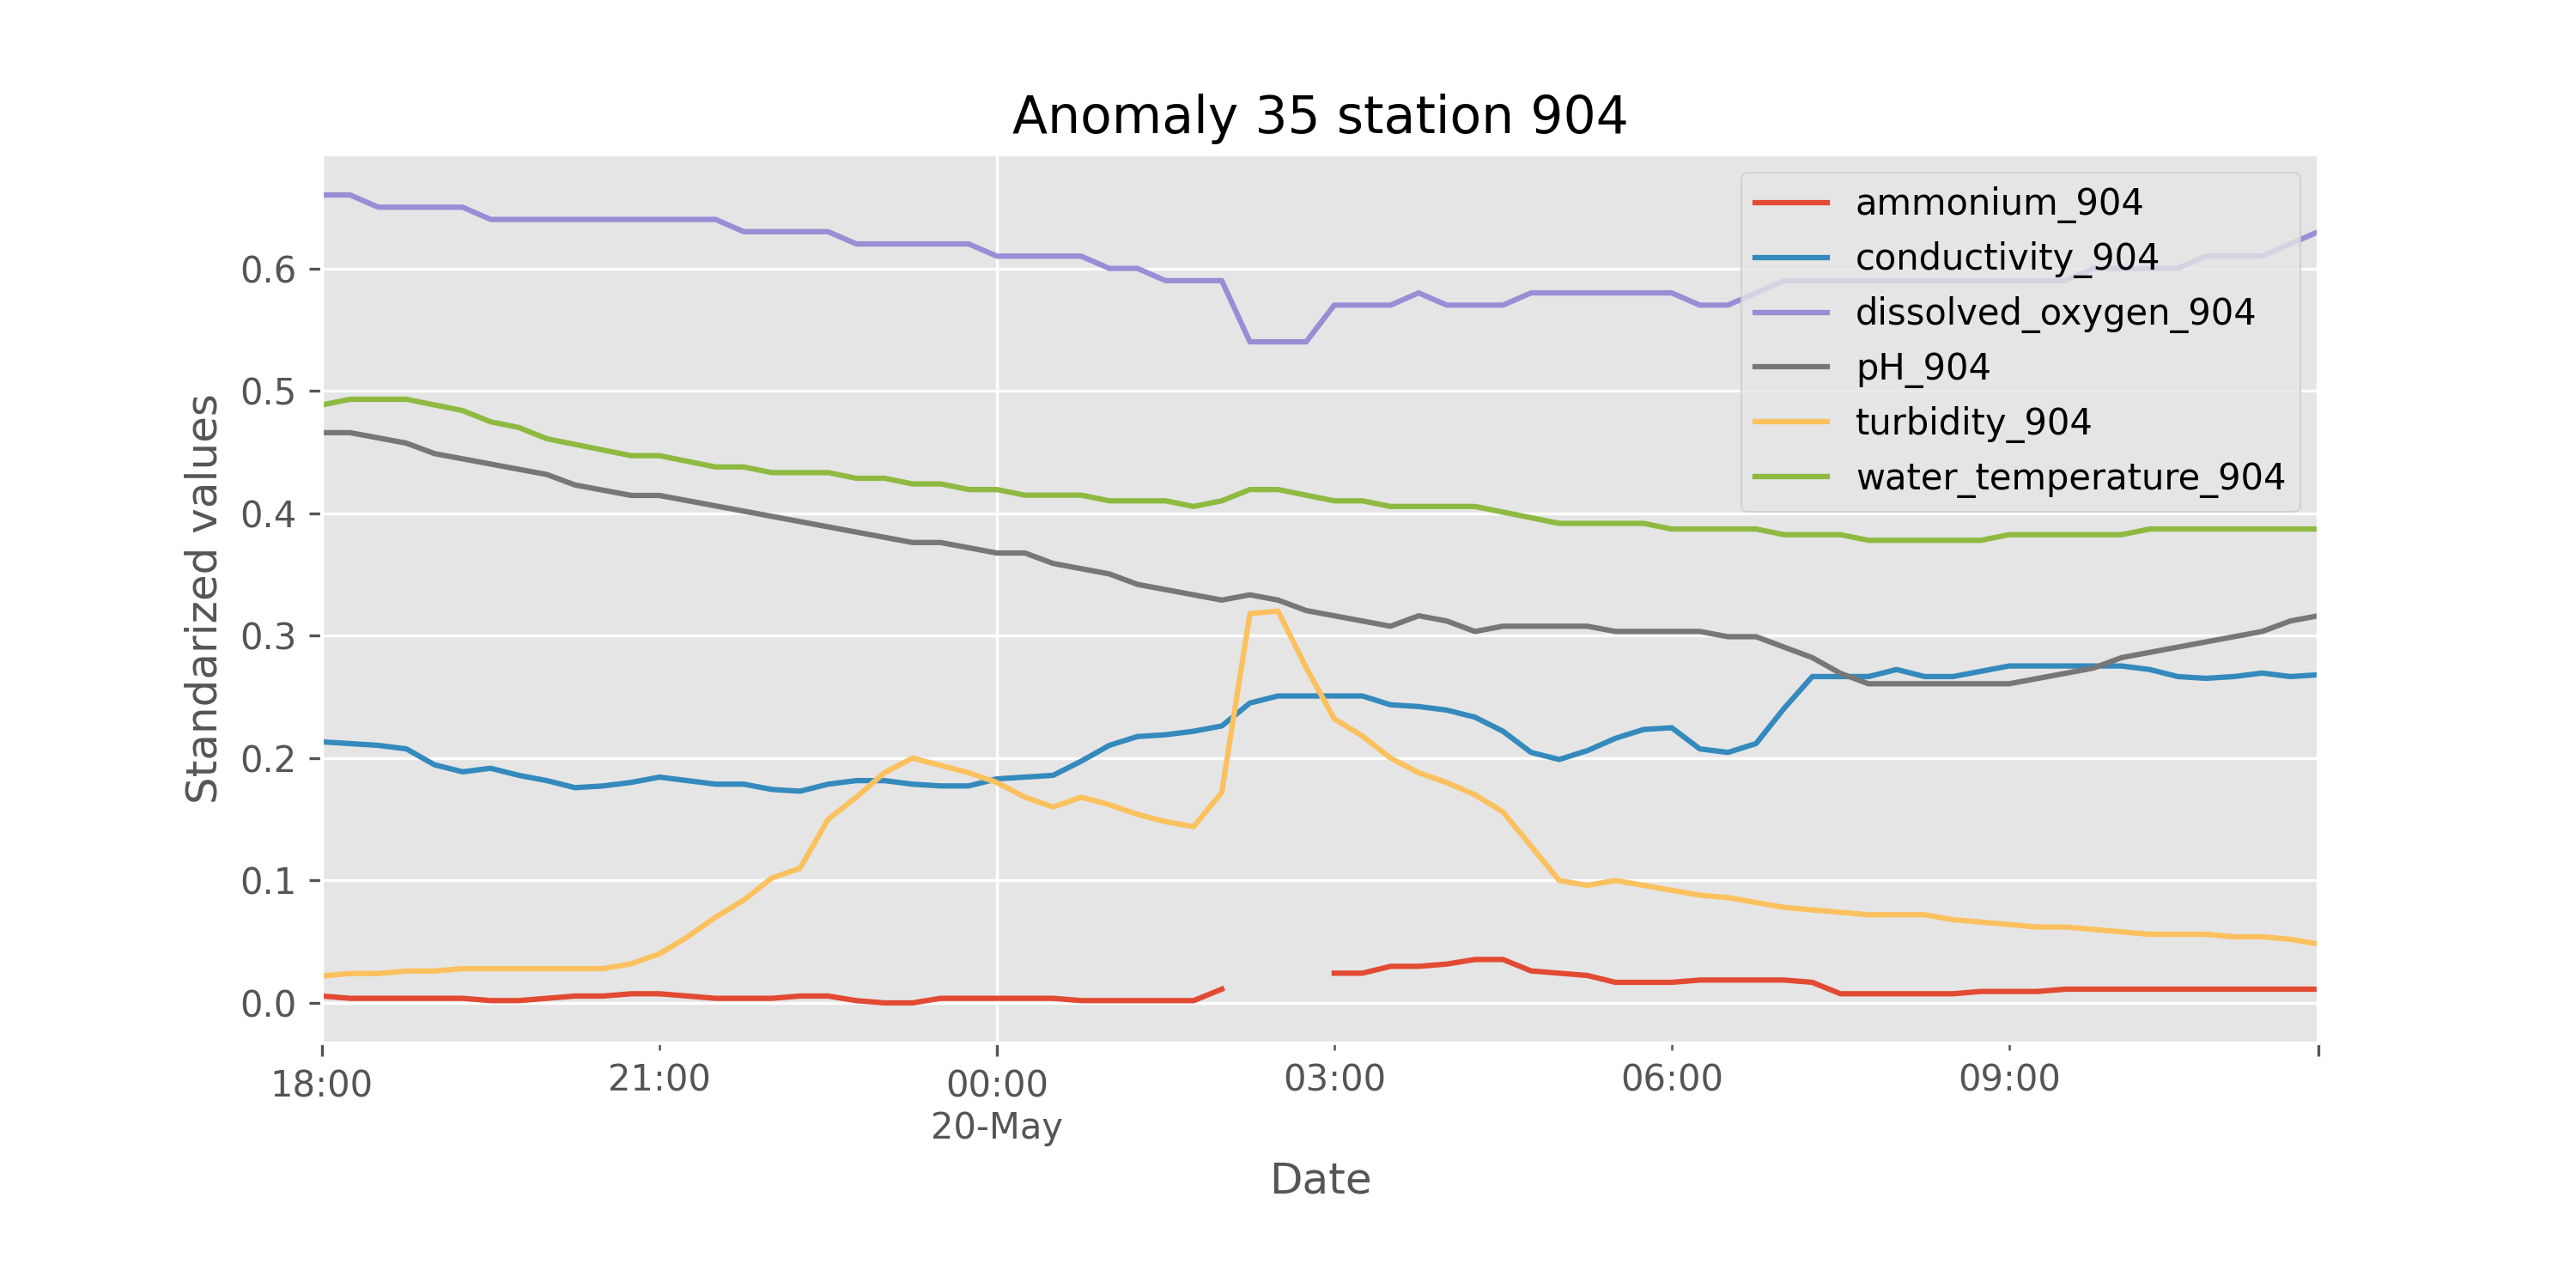 Anomaly 35 station 904
ammonium_904
conductivity_904
dissolved_oxygen_904
pH_904
turbidity_904
water_temperature_904
Standarized values
0.6
0.5
0.4
0.3
0.2
0.1
0.0
18:00
21:00
00:00
20-May
03:00
06:00
09:00
Date